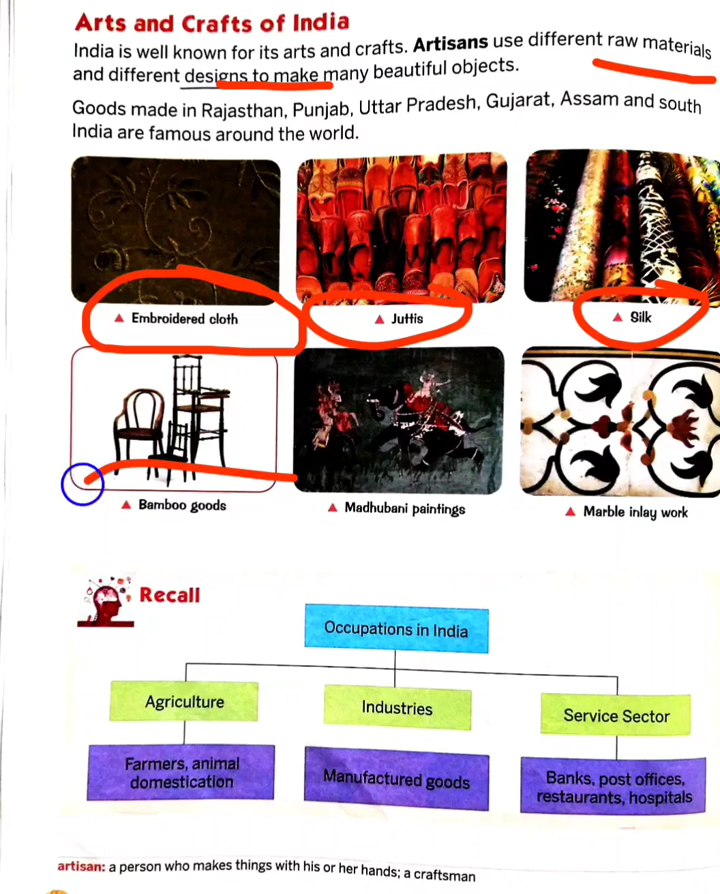 Arts and Crafts of India
India is well known for its arts and crafts. Artisans use different raw materials
and different designs to make many beautiful objects.
Goods made in Rajasthan, Punjab, Uttar Pradesh, Gujarat, Assam and south
India are famous around the world.
▲ Embroidered cloth
▲ Juttis
▲ Silk
▲ Bamboo goods
▲ Madhubani paintings
▲ Marble inlay work
Recall
Occupations in India
Agriculture
Industries
Service Sector
Farmers, animal
domestication
Manufactured goods
Banks, post offices,
restaurants, hospitals
artisan: a person who makes things with his or her hands; a craftsman